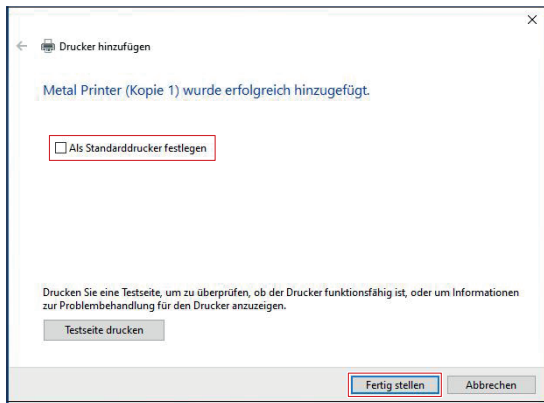 Drucker hinzufügen
Metal Printer (Kopie 1) wurde erfolgreich hinzugefügt.
Als Standarddrucker festlegen
Drucken Sie eine Testseite, um zu überprüfen, ob der Drucker funktionsfähig ist, oder um Informationen
zur Problembehandlung für den Drucker anzuzeigen.
Testseite drucken
Fertig stellen
Abbrechen